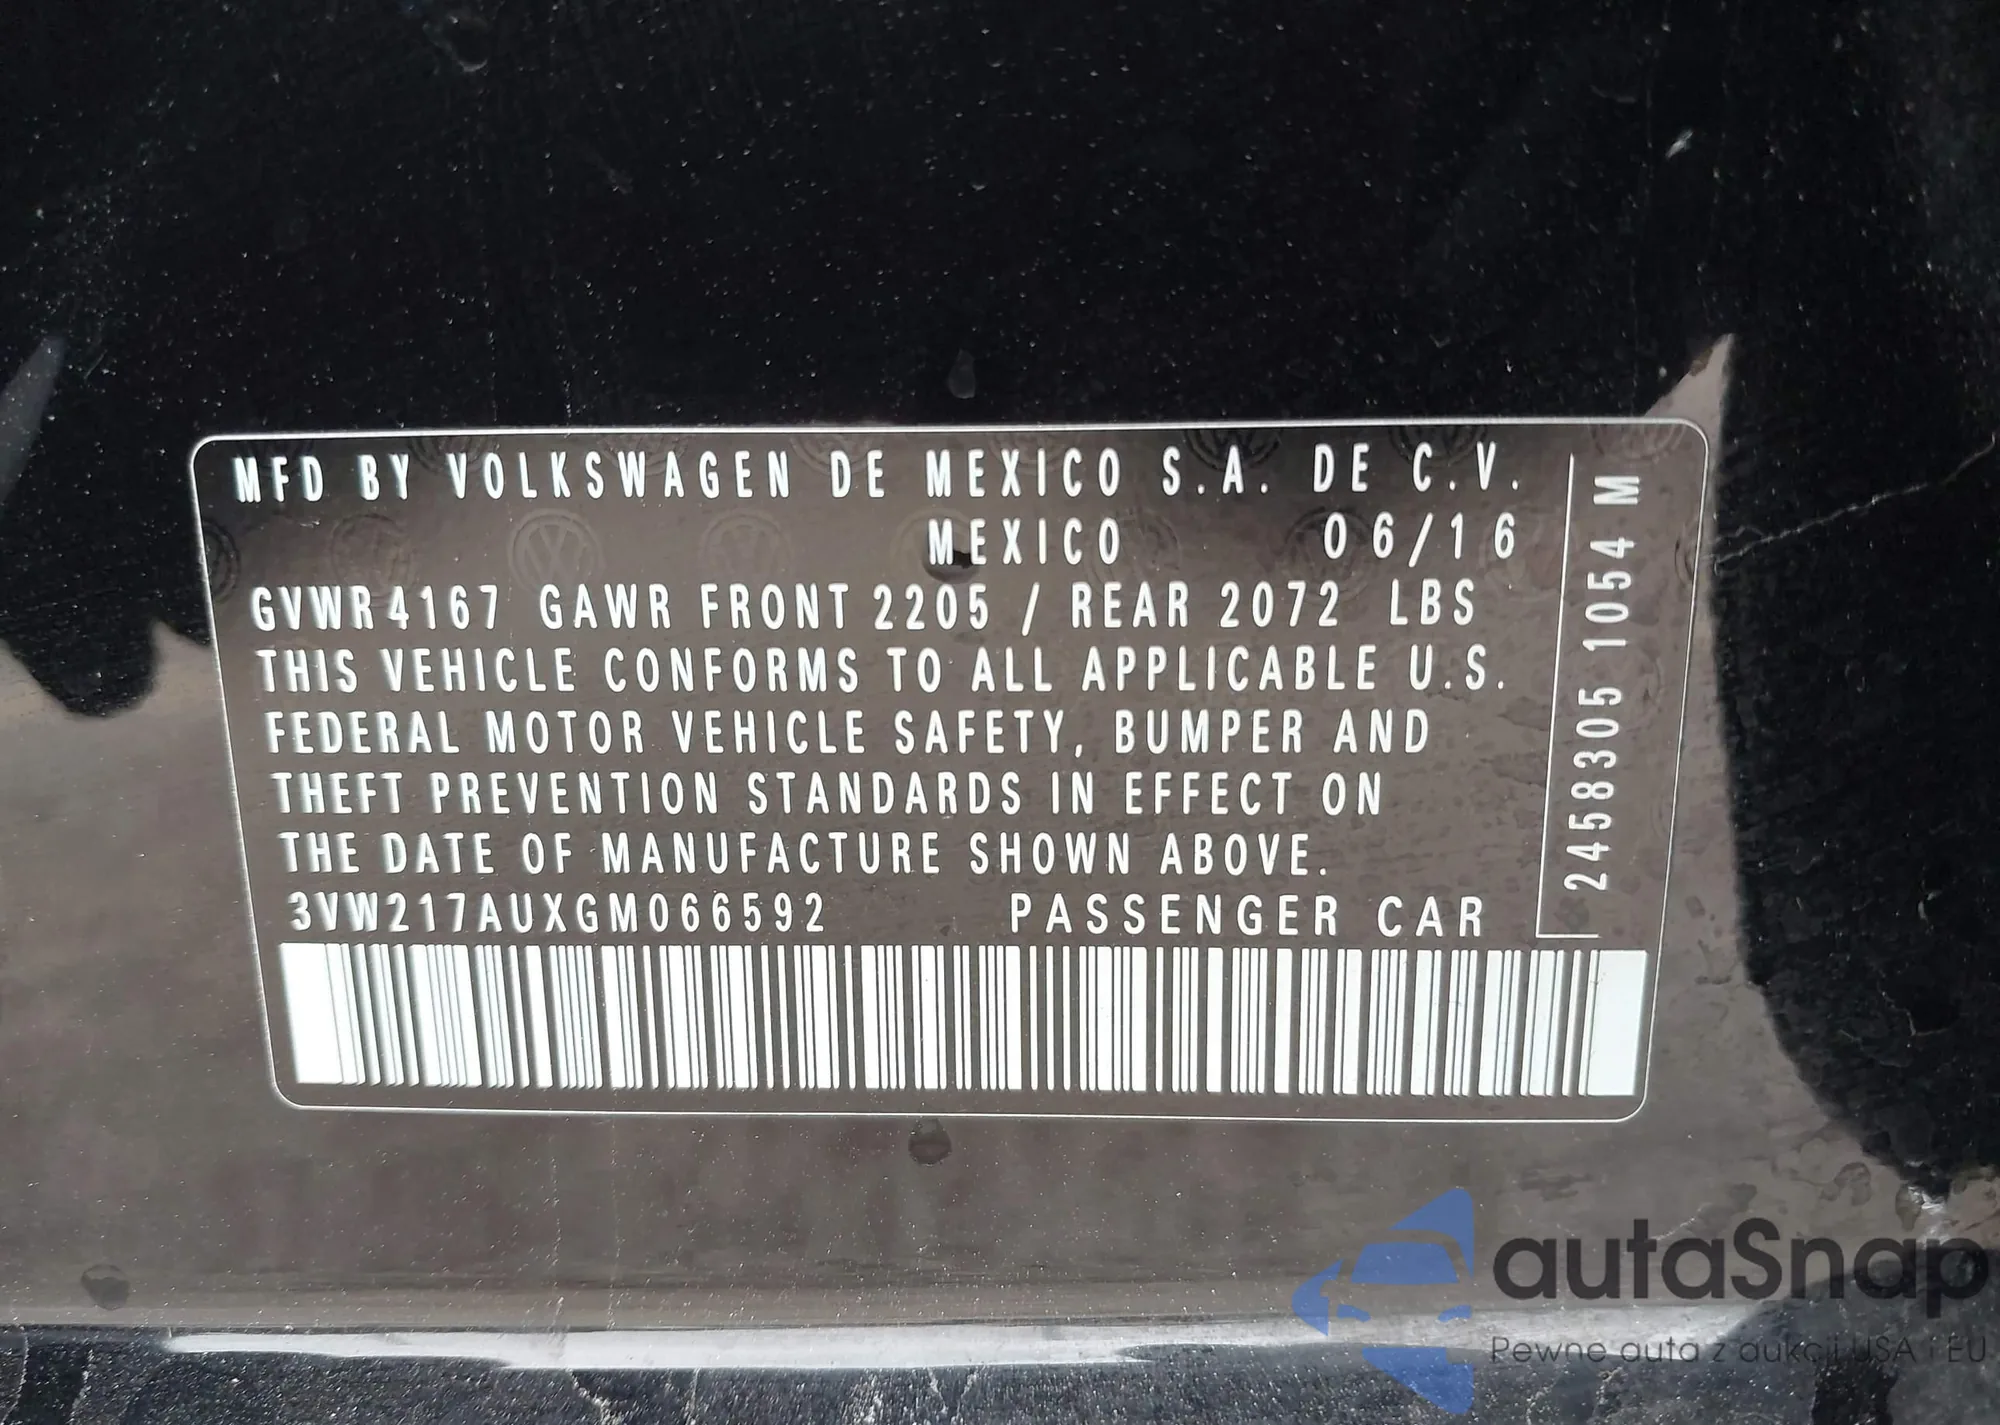 MFD BY VOLKSWAGEN DE MEXICO S.A. DE C.V.
MEXICO 06/16
GVWR 4167 GAWR FRONT 2205 / REAR 2072 LBS
THIS VEHICLE CONFORMS TO ALL APPLICABLE U.S.
FEDERAL MOTOR VEHICLE SAFETY, BUMPER AND
THEFT PREVENTION STANDARDS IN EFFECT ON
THE DATE OF MANUFACTURE SHOWN ABOVE.
3VW217AUXGM066592 PASSENGER CAR
2458305 1054 M
autaSnap
Pewne auta z aukcji USA i EU